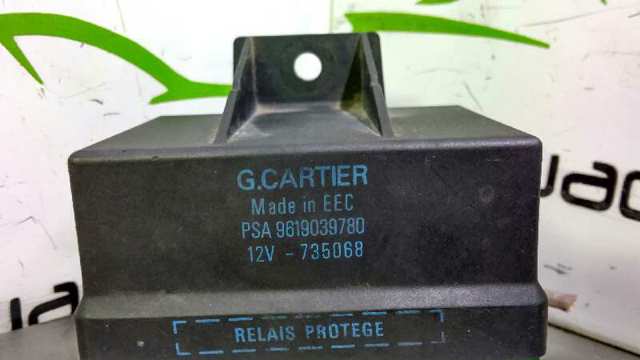 G.CARTIER
Made in EEC
PSA 9619039780
12V - 735068
RELAIS PROTEGE